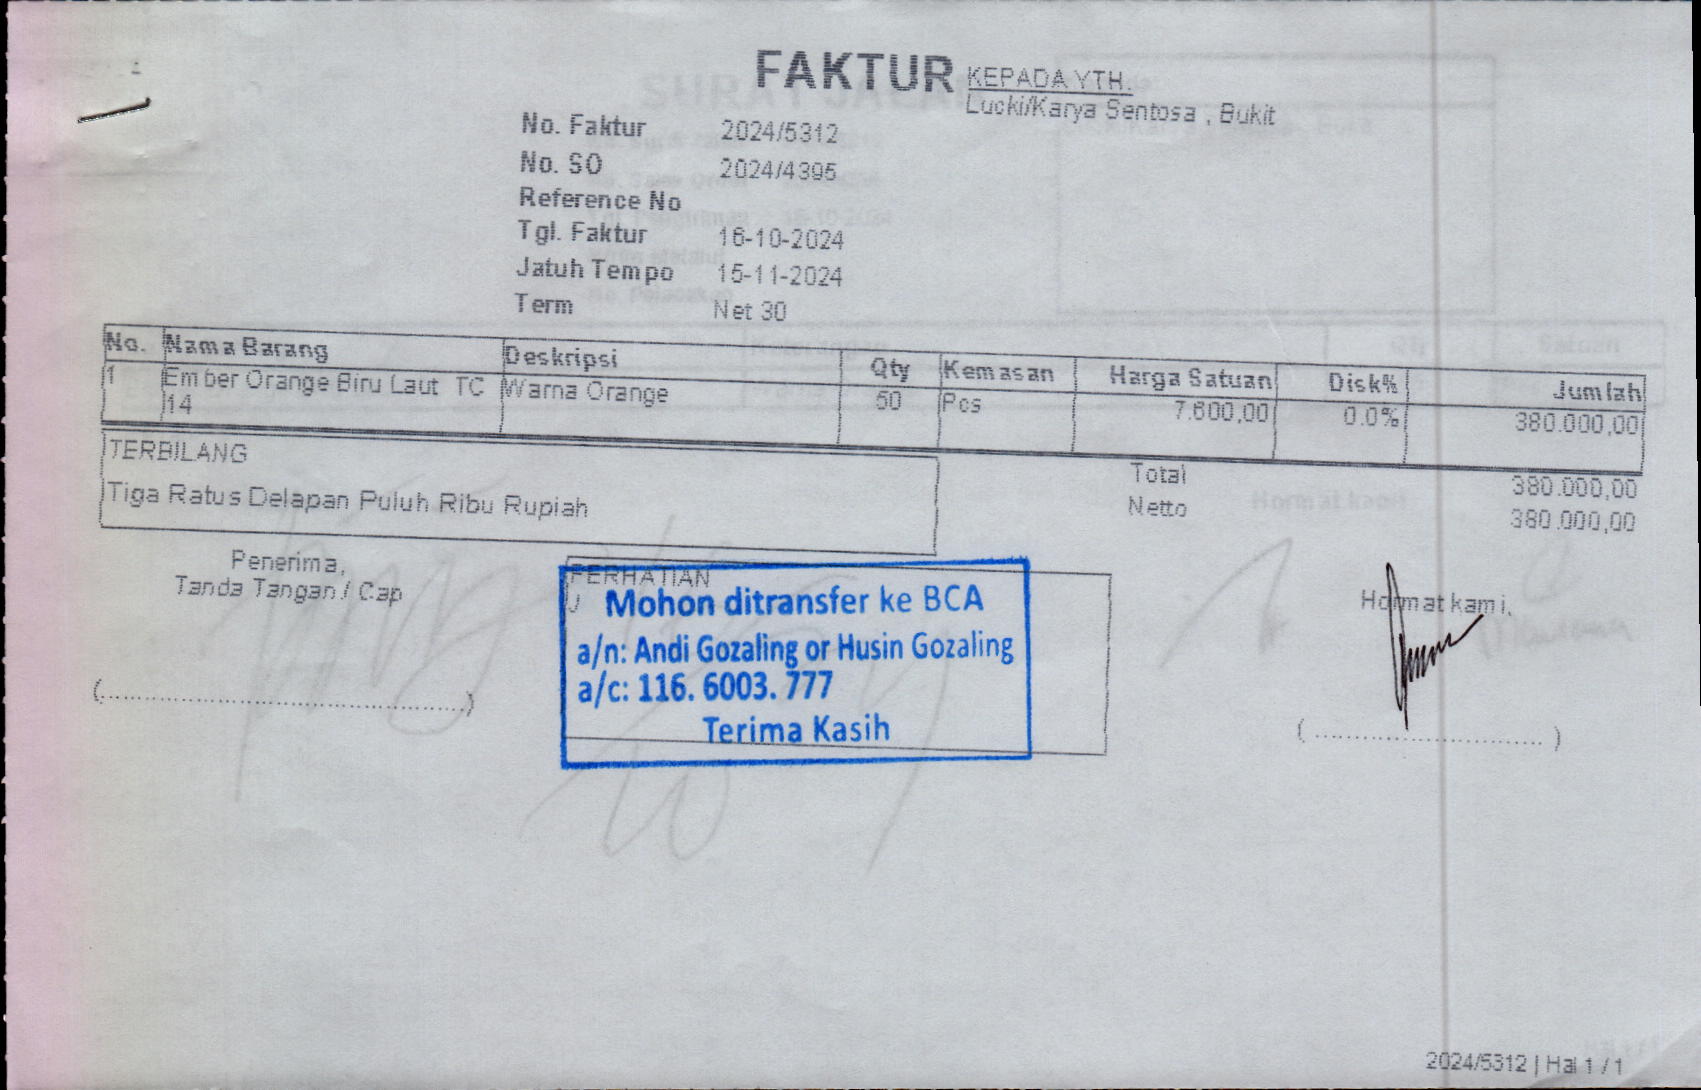 FAKTUR
KEPADA YTH.
Lucki/Karya Sentosa , Bukit
No. Faktur 2024/5312
No. SO 2024/4395
Reference No
Tgl. Faktur 16-10-2024
Jatuh Tempo 15-11-2024
Term Net 30
No. Nama Barang Deskripsi Qty Kemasan Harga Satuan Disk% Jumlah
1 Ember Orange Biru Laut TC Warna Orange 50 Pcs 7.600,00 0.0% 380.000,00
14
TERBILANG
Tiga Ratus Delapan Puluh Ribu Rupiah
Total 380.000,00
Netto 380.000,00
Penerima,
Tanda Tangan / Cap
(................................................)
PERHATIAN
Mohon ditransfer ke BCA
a/n: Andi Gozaling or Husin Gozaling
a/c: 116. 6003. 777
Terima Kasih
Hormat kami,
( .............................. )
2024/5312 | Hal 1 / 1